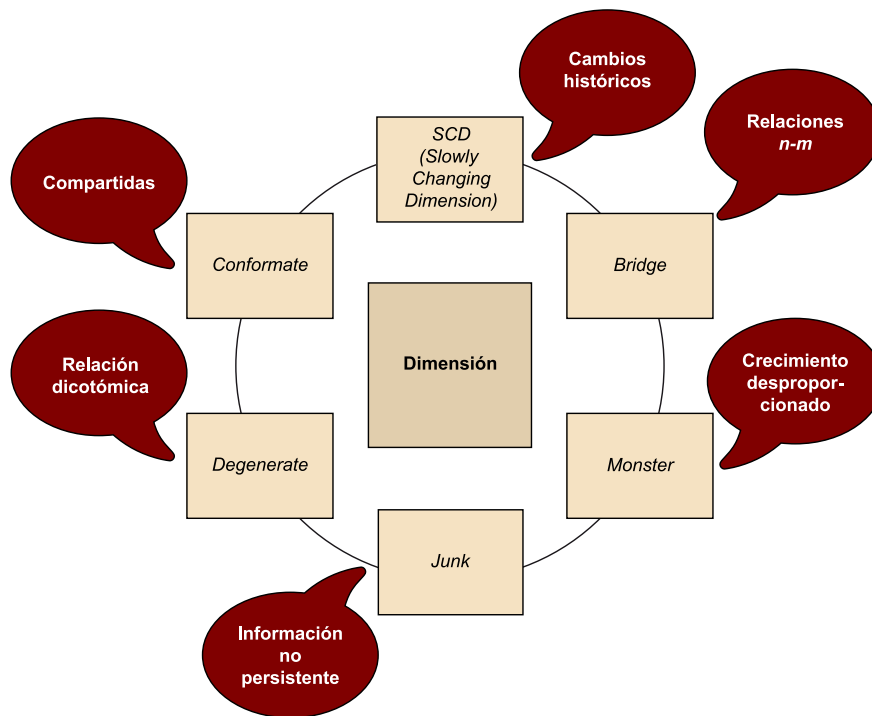 Cambios
históricos
SCD
(Slowly
Changing
Dimension)
Relaciones
n-m
Compartidas
Conformate
Bridge
Dimensión
Relación
dicotómica
Crecimiento
despropor-
cionado
Degenerate
Monster
Junk
Información
no
persistente